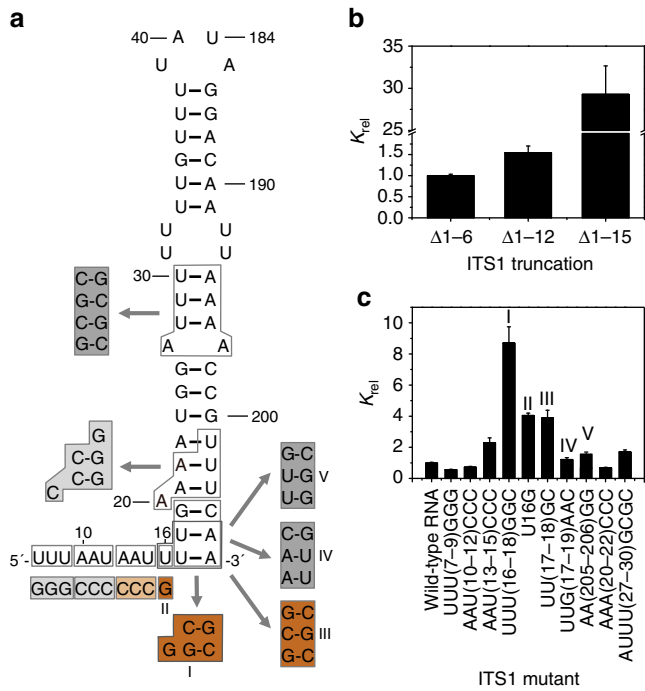 a
40 A U 184
U A
U–G
U–G
U–A
G–C
U–A 190
U–A
U U
U U
30 U–A
U–A
U–A
A A
G–C
G–C
U–G 200
A–U
A–U
A–U
20 A
G–C
U–A
10 16
5´- UUU AAU AAU U–A -3´
GGG CCC CCC G
II
C-G
G-C
C-G
G-C
G
C-G
C C-G
G-C
U-G
U-G
V
C-G
A-U
A-U
IV
G-C
C-G
G-C
III
C-G
G G-C
I
b
Krel
35
30
25
1.5
1.0
0.5
0.0
Δ1–6 Δ1–12 Δ1–15
ITS1 truncation
c
Krel
10
8
6
4
2
0
I
II
III
IV
V
Wild-type RNA
UUU(7–9)GGG
AAU(10–12)CCC
AAU(13–15)CCC
UUU(16–18)GGC
U16G
UU(17–18)GC
UUG(17–19)AAC
AA(205–206)GG
AAA(20–22)CCC
AUUU(27–30)GCGC
ITS1 mutant